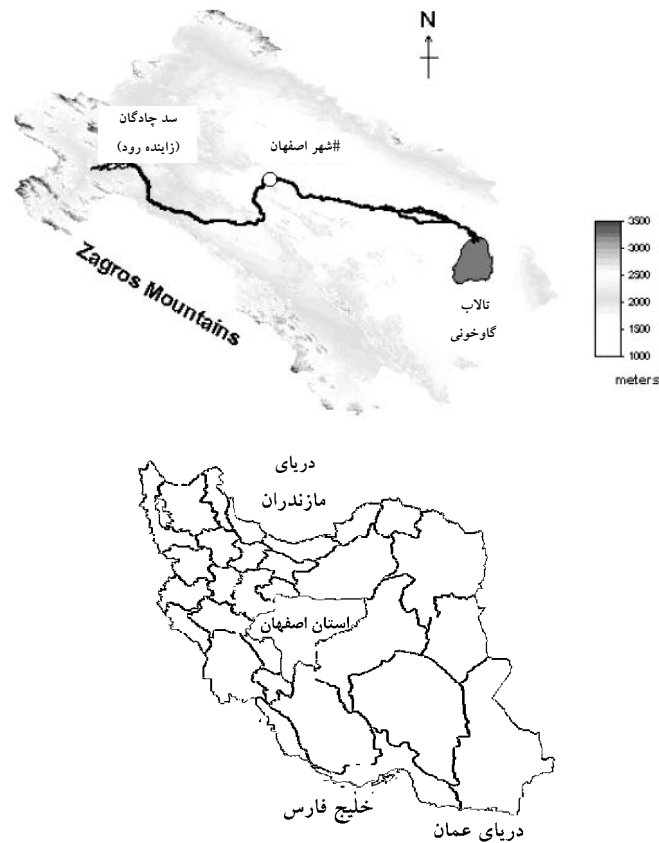 N
سد چادگان
(زاینده رود)
#شهر اصفهان
Zagros Mountains
تالاب
گاوخونی
3500
3000
2500
2000
1500
1000
meters
دریای
مازندران
استان اصفهان
خلیج فارس
دریای عمان